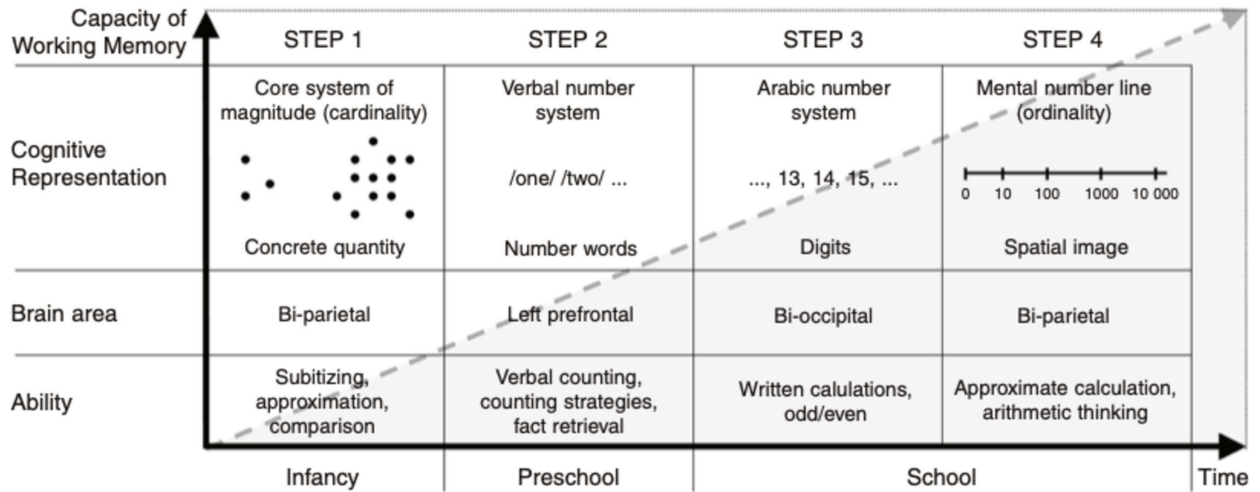 Capacity of
Working Memory
STEP 1
STEP 2
STEP 3
STEP 4
Cognitive
Representation
Core system of
magnitude (cardinality)
Concrete quantity
Verbal number
system
/one/ /two/ ...
Number words
Arabic number
system
..., 13, 14, 15, ...
Digits
Mental number line
(ordinality)
0 10 100 1000 10 000
Spatial image
Brain area
Bi-parietal
Left prefrontal
Bi-occipital
Bi-parietal
Ability
Subitizing,
approximation,
comparison
Verbal counting,
counting strategies,
fact retrieval
Written calulations,
odd/even
Approximate calculation,
arithmetic thinking
Infancy
Preschool
School
Time